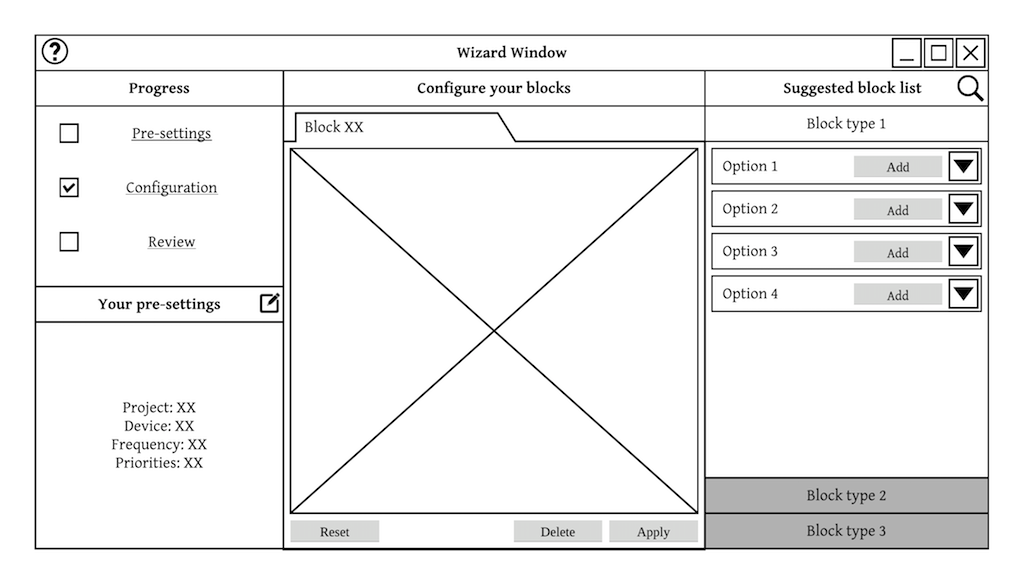 ?
Wizard Window
Progress
Configure your blocks
Suggested block list
Pre-settings
Configuration
Review
Your pre-settings
Project: XX
Device: XX
Frequency: XX
Priorities: XX
Block XX
Reset
Delete
Apply
Block type 1
Option 1 Add
Option 2 Add
Option 3 Add
Option 4 Add
Block type 2
Block type 3